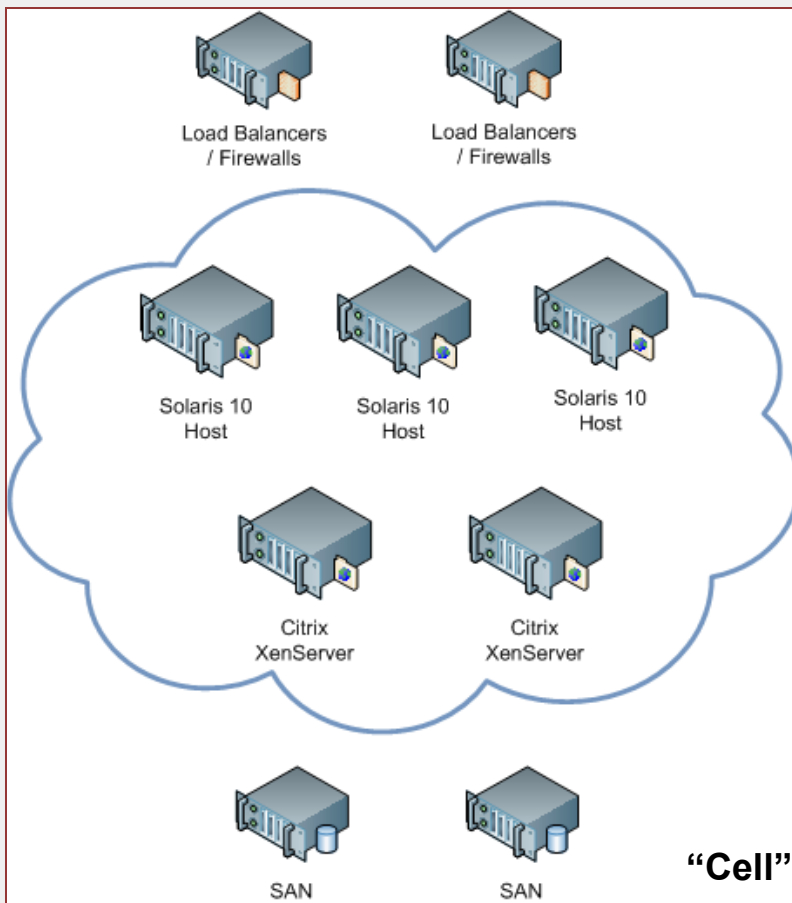 Load Balancers
/ Firewalls
Load Balancers
/ Firewalls
Solaris 10
Host
Solaris 10
Host
Solaris 10
Host
Citrix
XenServer
Citrix
XenServer
SAN
SAN
“Cell”